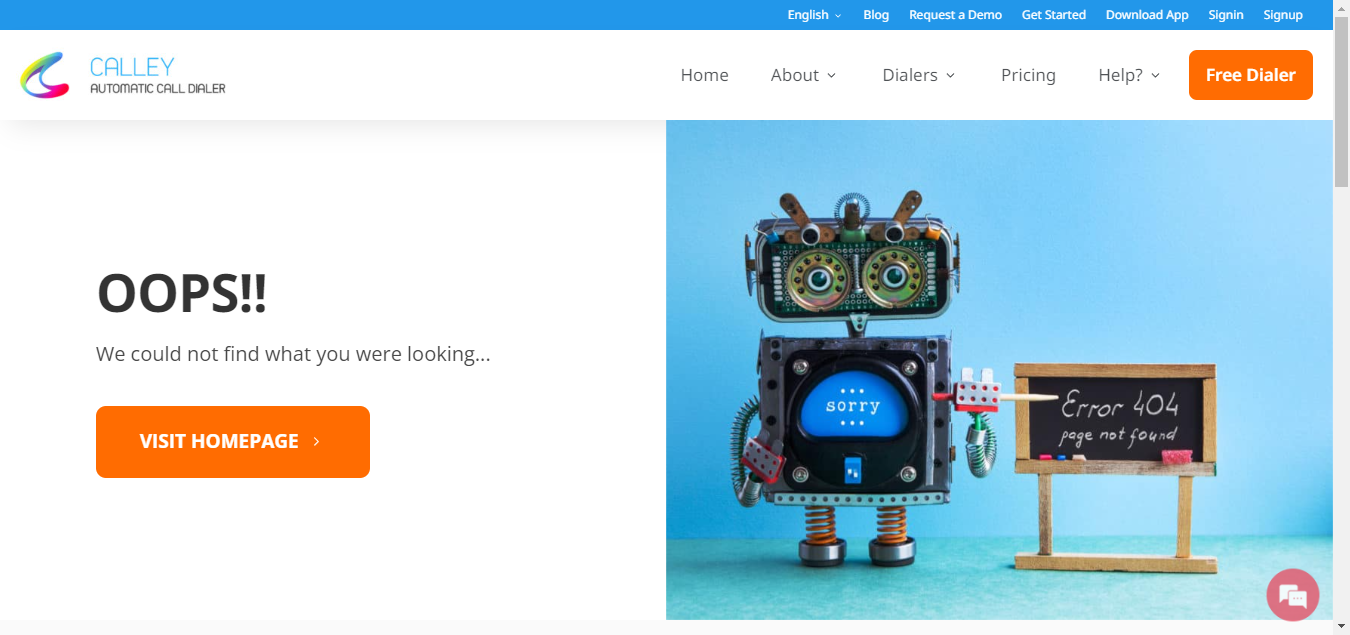 English Blog Request a Demo Get Started Download App Signin Signup
CALLEY
AUTOMATIC CALL DIALER
Home About Dialers Pricing Help? Free Dialer
OOPS!!
We could not find what you were looking...
VISIT HOMEPAGE
sorry
Error 404
page not found